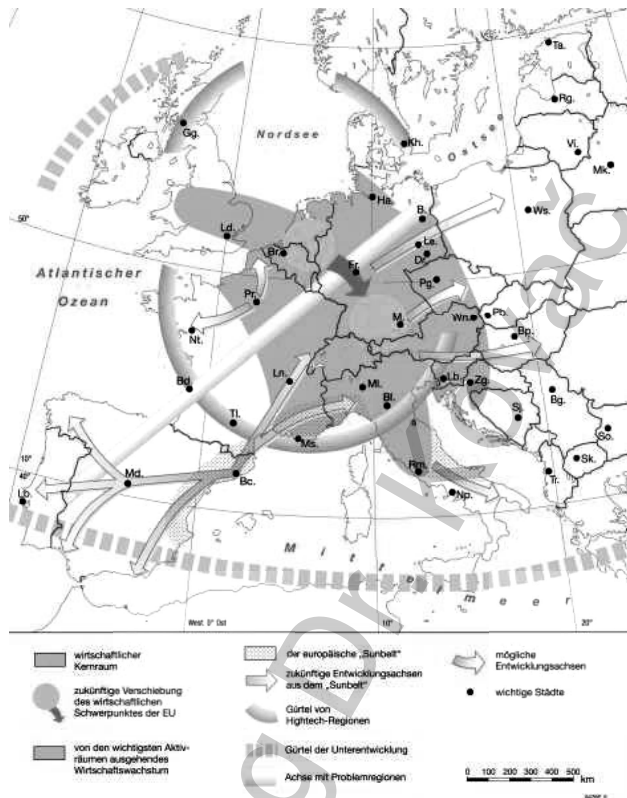 Ta.
Rg.
Gg.
Nordsee
Kh.
Ostsee
Vi.
Mk.
Ha.
50°
Ld.
B.
Ws.
Br.
Le.
D.
Fr.
Atlantischer
Ozean
Pg.
Pr.
M.
Wn.
Pb.
Nt.
Bp.
Bd.
Ln.
Ml.
Lb.
Zg.
Bl.
Bg.
Tl.
Sj.
Ms.
So.
10°
40°
Md.
Bc.
Rm.
Sk.
Lb.
Np.
Tr.
Mittelmeer
West 0° Ost
10°
20°
wirtschaftlicher
Kernraum
zukünftige Verschiebung
des wirtschaftlichen
Schwerpunktes der EU
von den wichtigsten Aktiv-
räumen ausgehendes
Wirtschaftswachstum
der europäische „Sunbelt“
zukünftige Entwicklungsachsen
aus dem „Sunbelt“
Gürtel von
Hightech-Regionen
Gürtel der Unterentwicklung
Achse mit Problemregionen
mögliche
Entwicklungsachsen
wichtige Städte
0 100 200 300 400 500
km